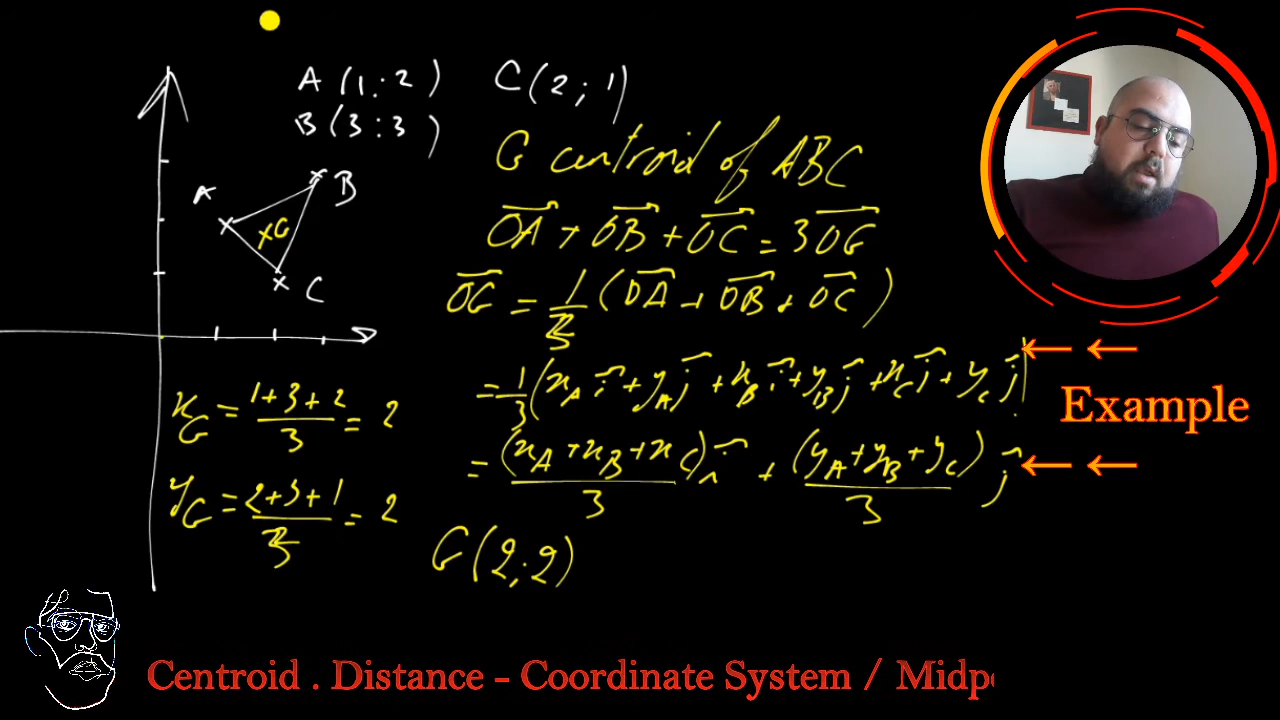 A (1 ; 2) C(2 ; 1)
B (3 ; 3)
G centroid of ABC
A
B
G
C
OA + OB + OC = 3OG
OG = 1/3 (OA + OB + OC)
= 1/3 (xA i + yA j + xB i + yB j + xC i + yC j)
= (xA + xB + xC)/3 i + (yA + yB + yC)/3 j
xG = (1+3+2)/3 = 2
yG = (2+3+1)/3 = 2
G(2;2)
← ←
Example
← ←
Centroid . Distance - Coordinate System /